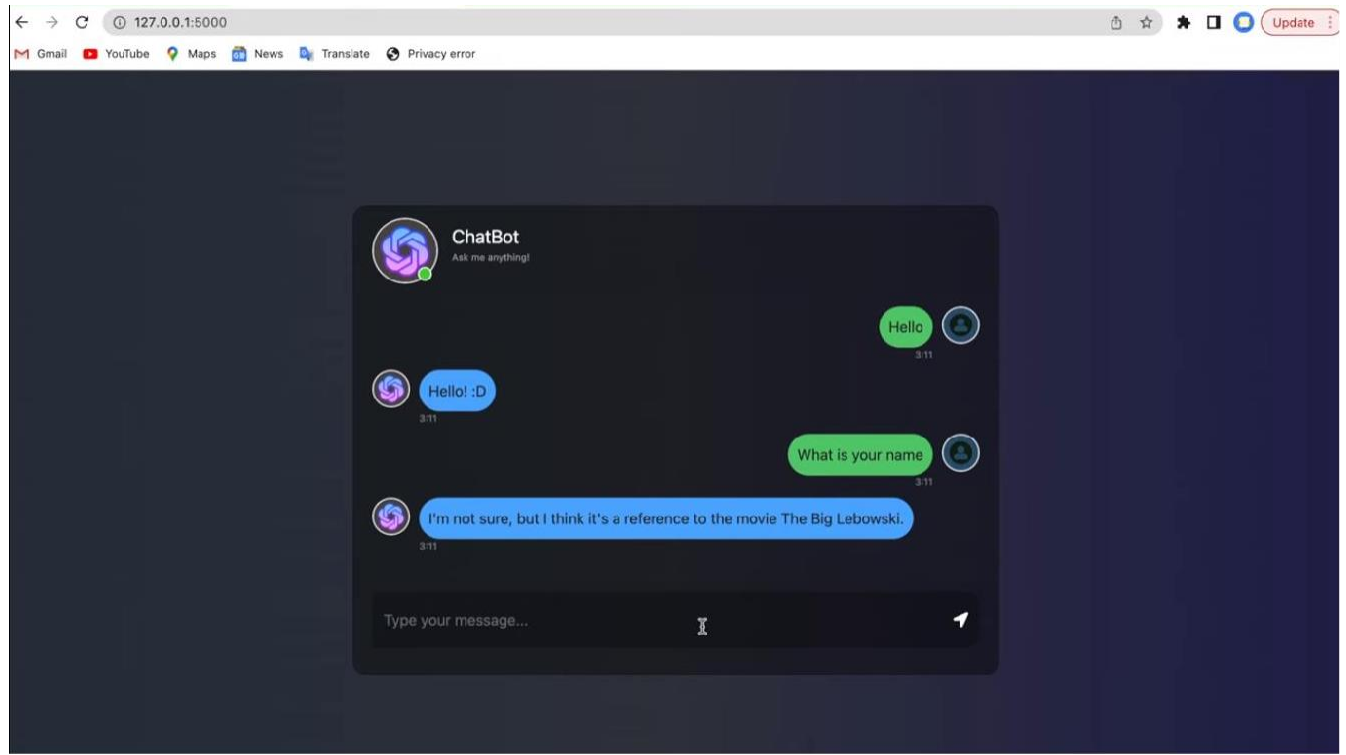 127.0.0.1:5000
Update
Gmail YouTube Maps News Translate Privacy error
ChatBot
Ask me anything!
Hello
3:11
Hello! :D
3:11
What is your name
3:11
I'm not sure, but I think it's a reference to the movie The Big Lebowski.
3:11
Type your message...